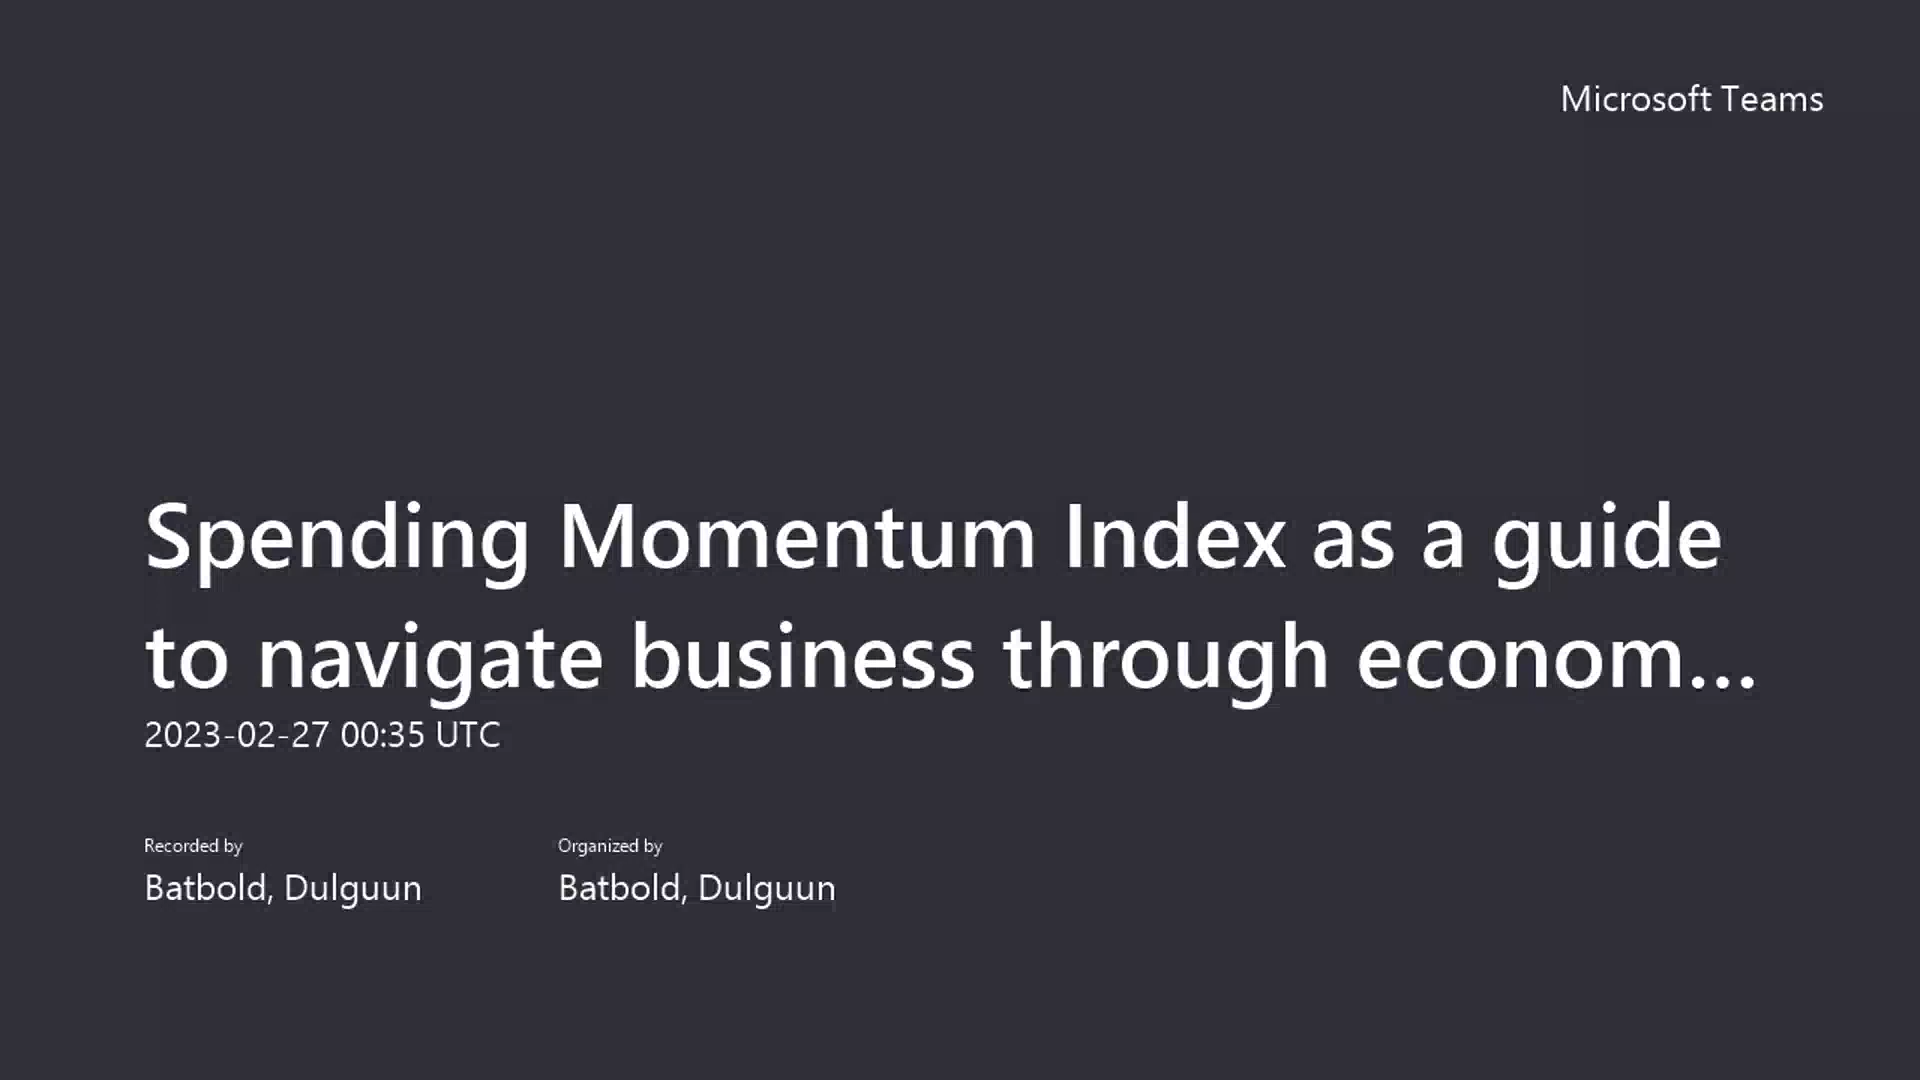 Microsoft Teams
Spending Momentum Index as a guide
to navigate business through econom...
2023-02-27 00:35 UTC
Recorded by
Organized by
Batbold, Dulguun
Batbold, Dulguun